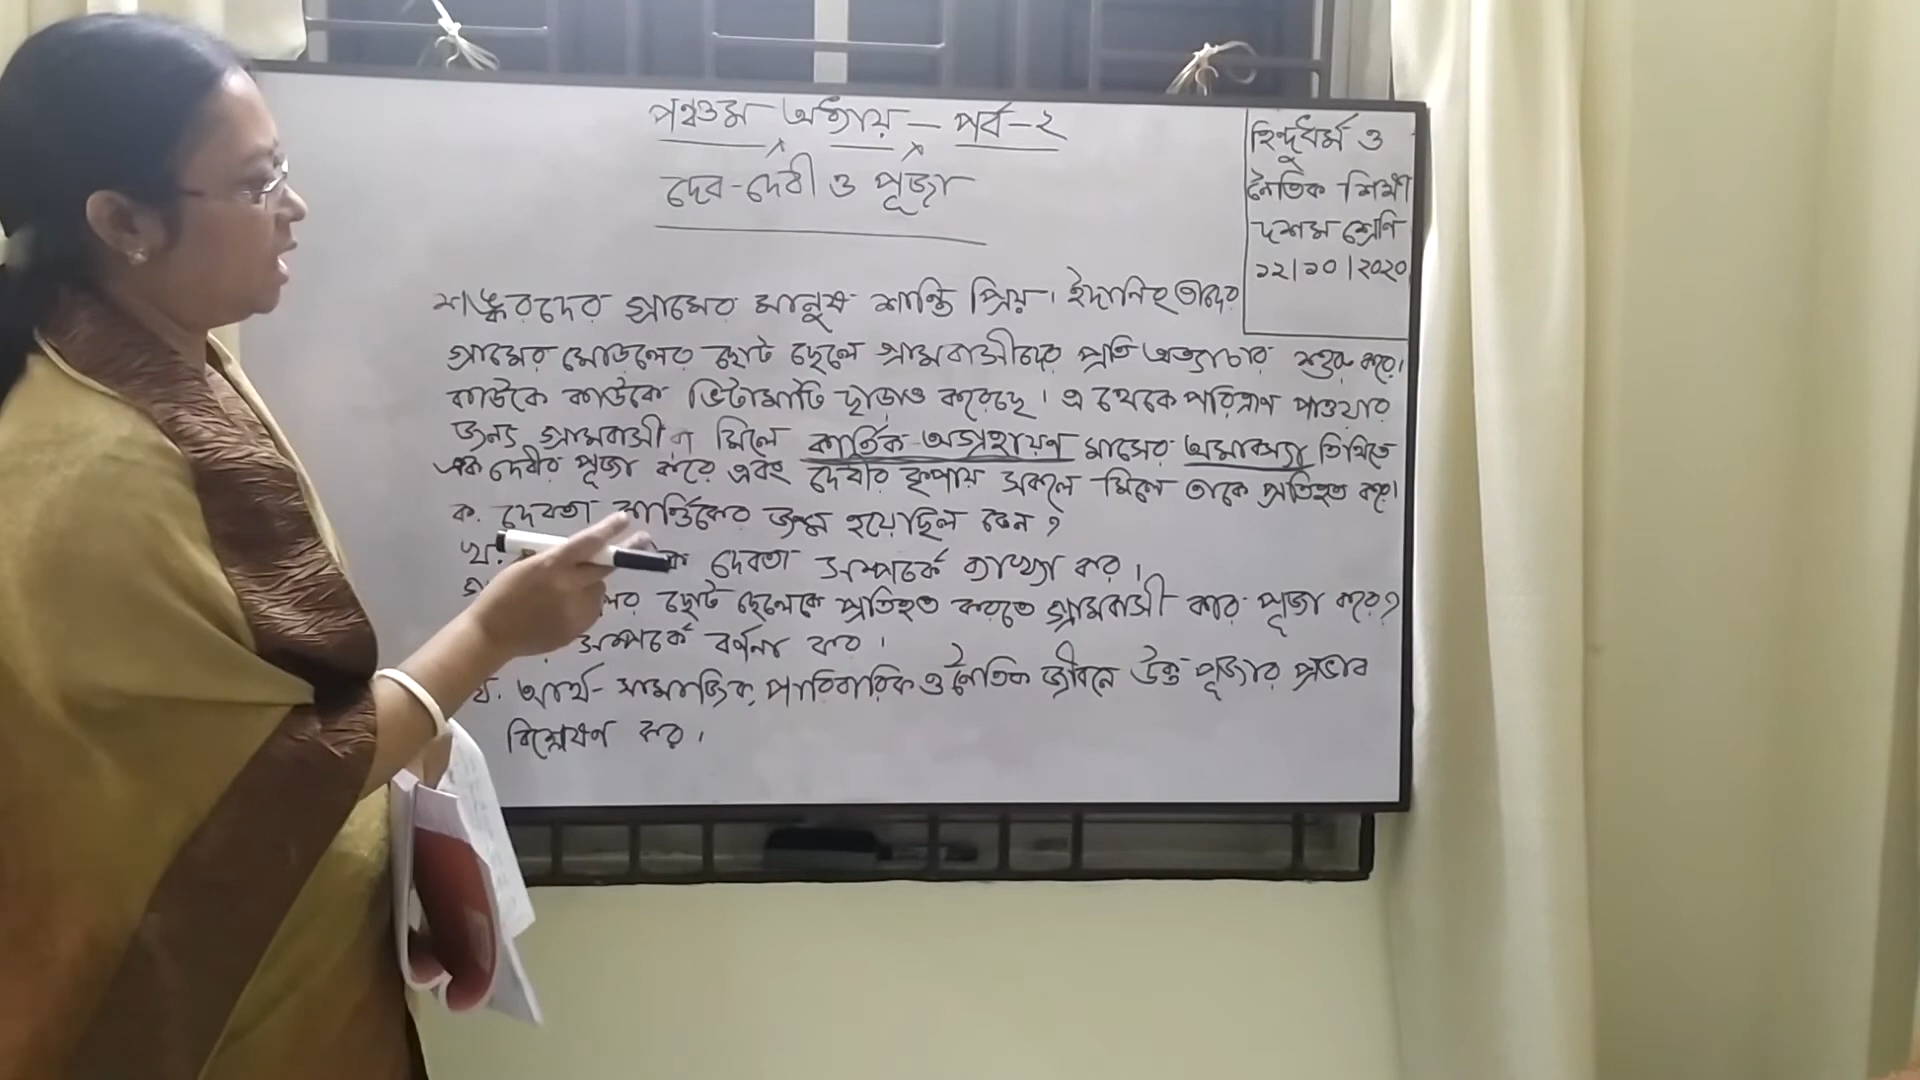 পঞ্চম অধ্যায় – পর্ব – ২
দেব-দেবী ও পূজা
হিন্দুধর্ম ও
নৈতিক শিক্ষা
দশম শ্রেণি
১২।১০।২০২০
শঙ্করদের গ্রামের মানুষ শান্তি প্রিয়। ইদানিং তাদের
গ্রামের মোড়লের ছোট ছেলে গ্রামবাসীদের প্রতি অত্যাচার শুরু করে।
কাউকে কাউকে ভিটামাটি ছাড়াও করেছে। এ থেকে পরিত্রাণ পাওয়ার
জন্য গ্রামবাসীরা মিলে কার্তিক-অগ্রহায়ণ মাসের অমাবস্যা তিথিতে
এক দেবীর পূজা করে এবং দেবীর কৃপায় সকলে মিলে তাকে প্রতিহত করে।
ক. দেবতা কার্ত্তিকের জন্ম হয়েছিল কেন ?
খ. দেবতা সম্পর্কে ব্যাখ্যা কর।
ছোট ছেলেকে প্রতিহত করতে গ্রামবাসী কার পূজা করে?
সম্পর্কে বর্ণনা কর।
ঘ. আর্থ-সামাজিক, পারিবারিক ও নৈতিক জীবনে উক্ত পূজার প্রভাব
বিশ্লেষণ কর।